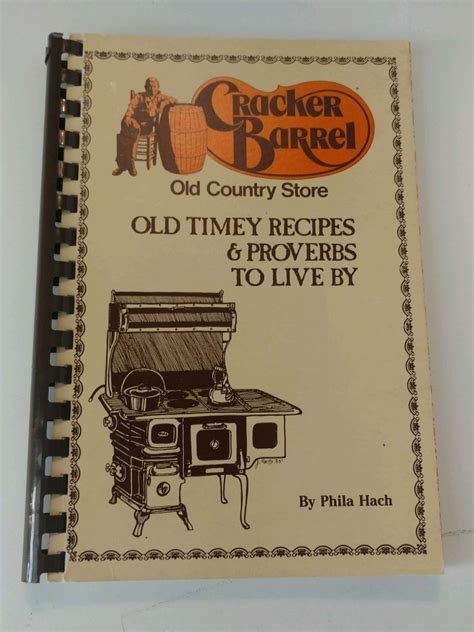 Cracker
Barrel
Old Country Store
OLD TIMEY RECIPES
& PROVERBS
TO LIVE BY
By Phila Hach